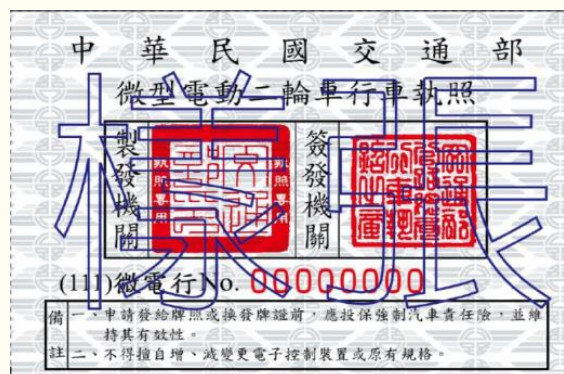 中華民國交通部
微型電動二輪車行車執照
製發機關
簽發機關
樣張
(111)微電行No. 00000000
備註
一、申請發給牌照或換發牌證前，應投保強制汽車責任險，並維
持其有效性。
二、不得擅自增、減變更電子控制裝置或原有規格。